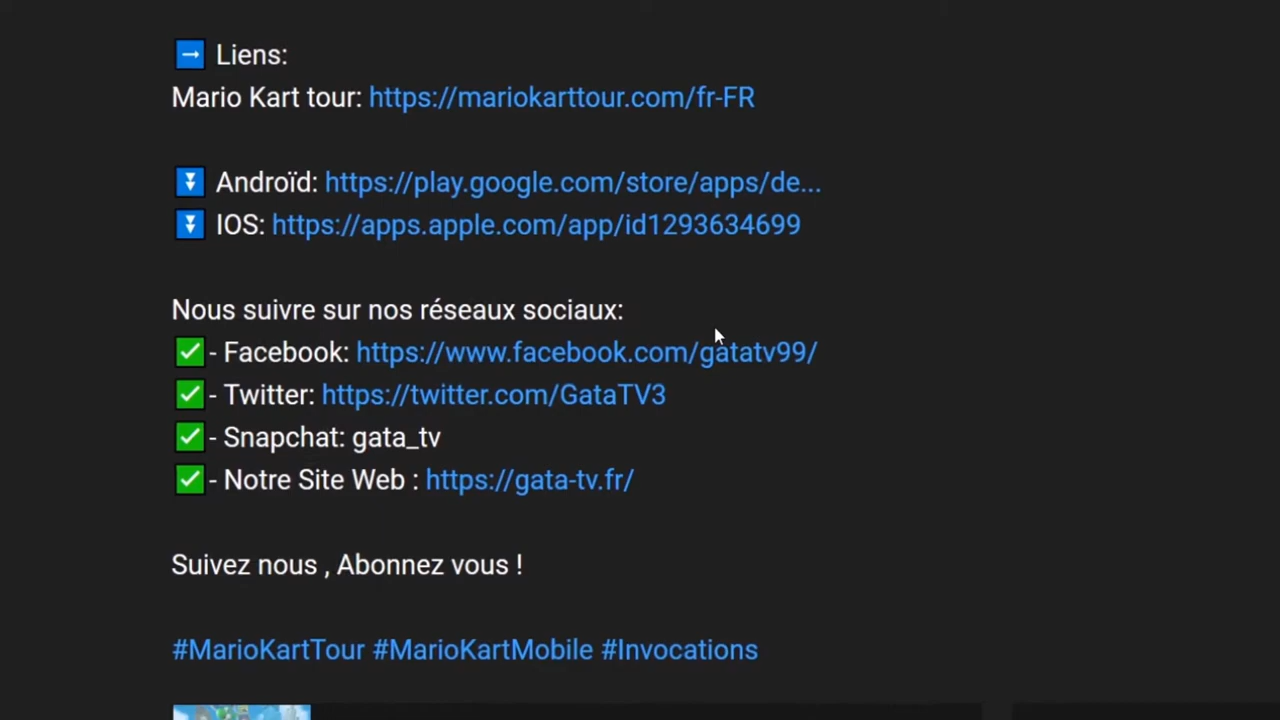 Liens:
Mario Kart tour: https://mariokarttour.com/fr-FR
Androïd: https://play.google.com/store/apps/de...
IOS: https://apps.apple.com/app/id1293634699
Nous suivre sur nos réseaux sociaux:
- Facebook: https://www.facebook.com/gatatv99/
- Twitter: https://twitter.com/GataTV3
- Snapchat: gata_tv
- Notre Site Web : https://gata-tv.fr/
Suivez nous , Abonnez vous !
#MarioKartTour #MarioKartMobile #Invocations